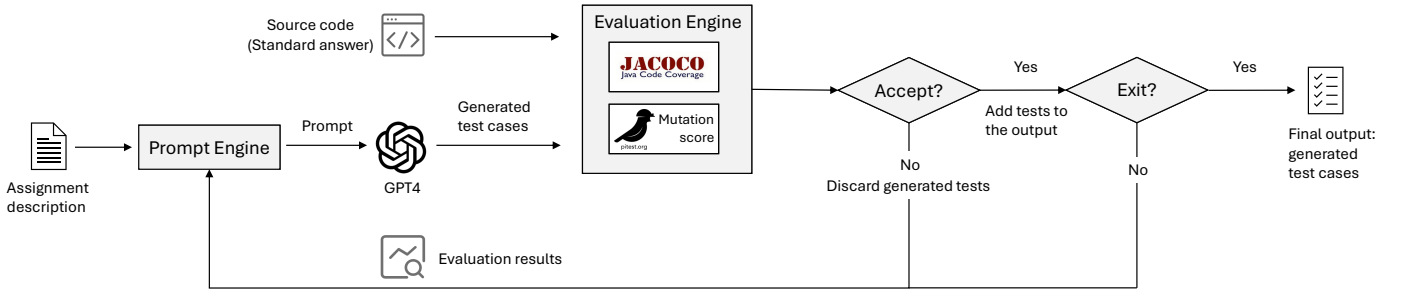 Source code
(Standard answer)
</>
Evaluation Engine
JACOCO
Java Code Coverage
Mutation
score
pitest.org
Assignment
description
Prompt Engine
Prompt
GPT4
Generated
test cases
Accept?
Yes
Add tests to
the output
No
Discard generated tests
Exit?
Yes
No
Final output:
generated
test cases
Evaluation results